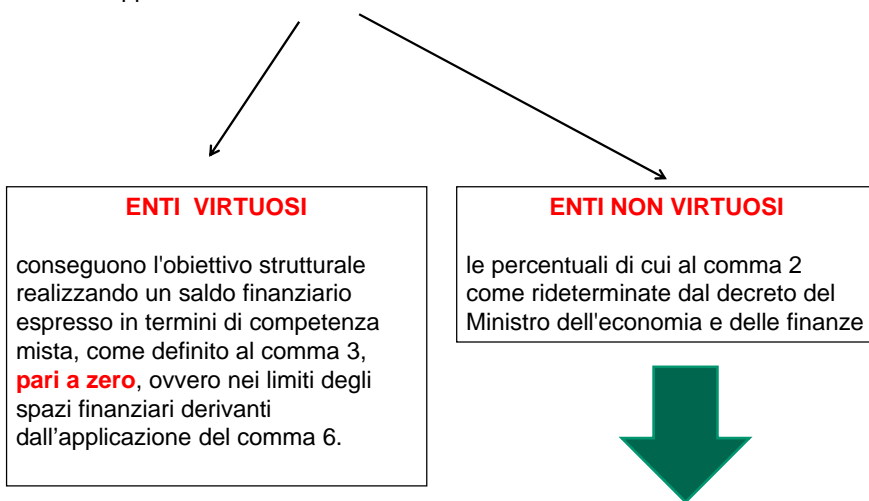 ENTI VIRTUOSI
conseguono l'obiettivo strutturale
realizzando un saldo finanziario
espresso in termini di competenza
mista, come definito al comma 3,
pari a zero, ovvero nei limiti degli
spazi finanziari derivanti
dall'applicazione del comma 6.
ENTI NON VIRTUOSI
le percentuali di cui al comma 2
come rideterminate dal decreto del
Ministro dell'economia e delle finanze